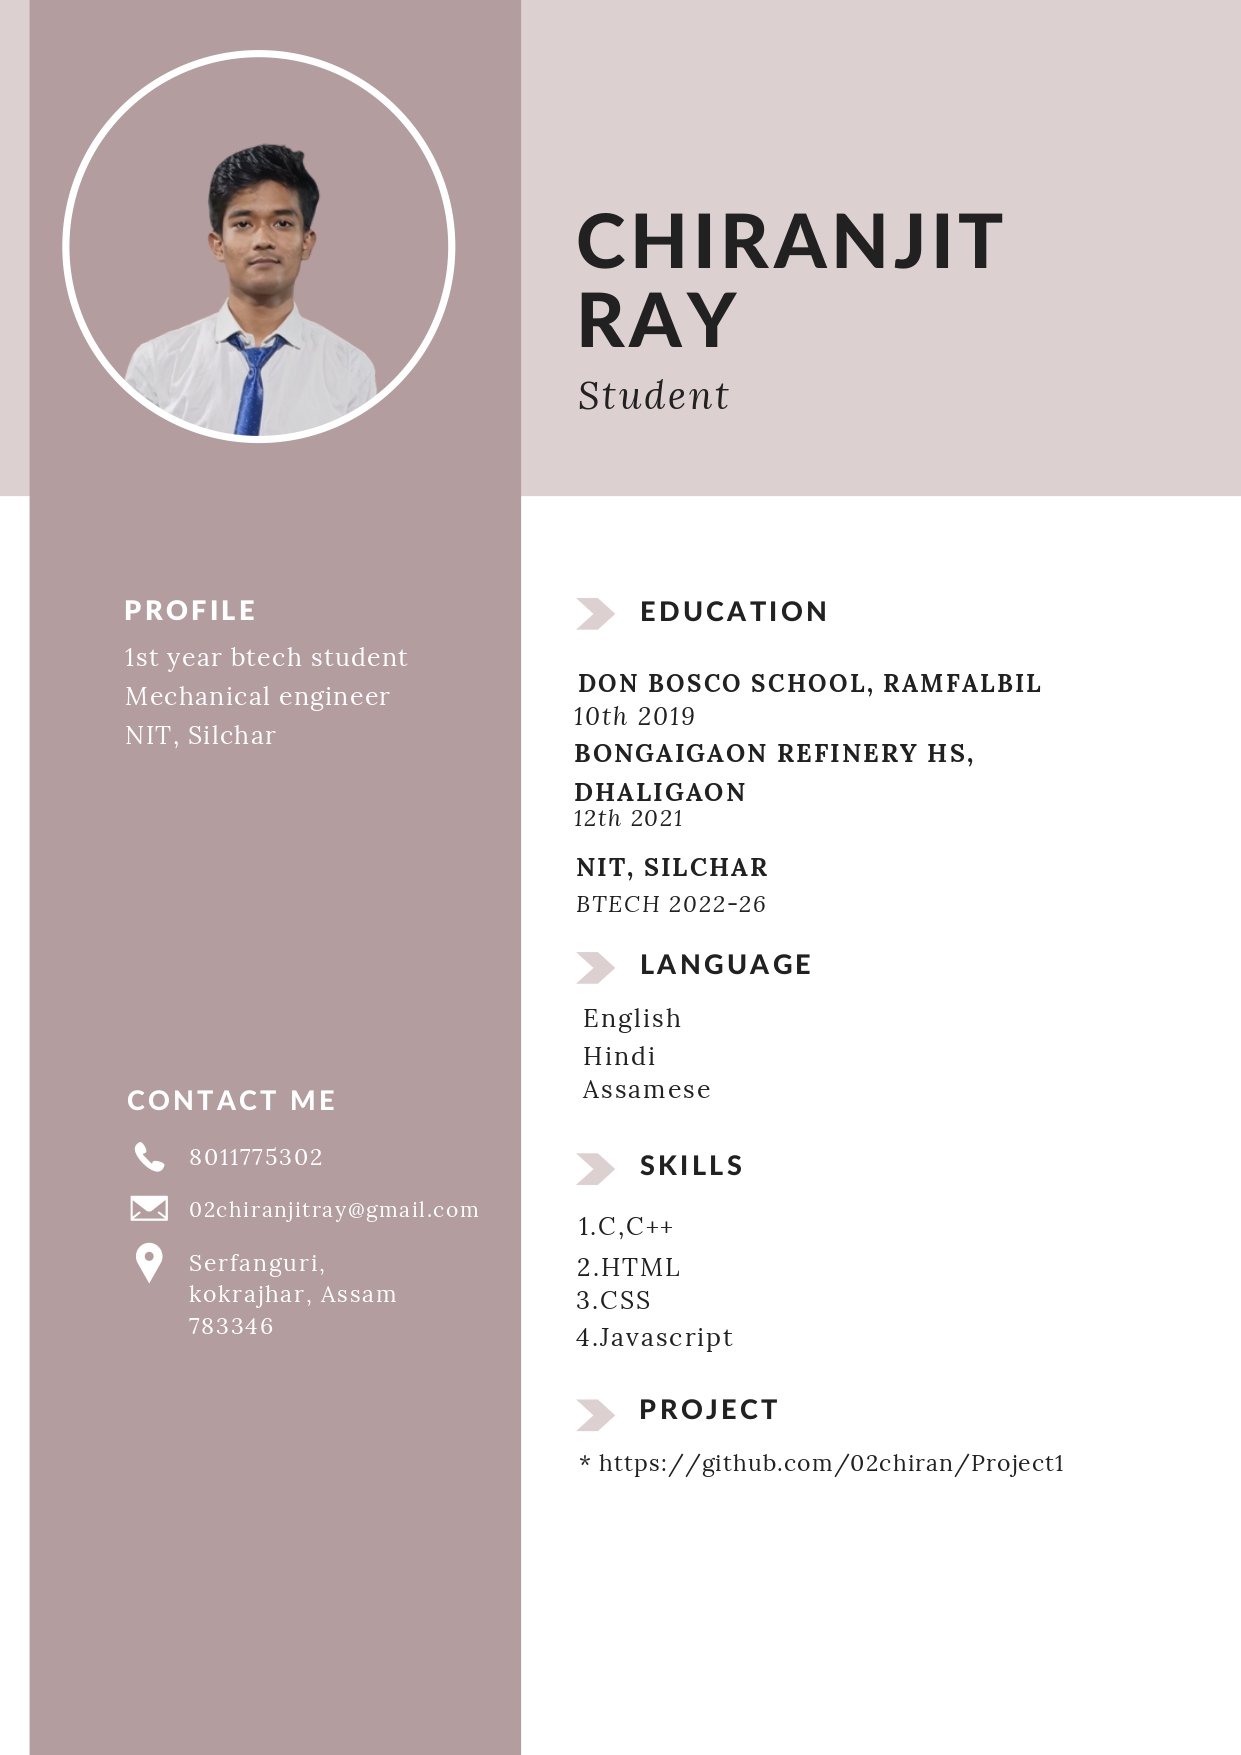 CHIRANJIT
RAY
Student
PROFILE
1st year btech student
Mechanical engineer
NIT, Silchar
CONTACT ME
8011775302
02chiranjitray@gmail.com
Serfanguri,
kokrajhar, Assam
783346
EDUCATION
DON BOSCO SCHOOL, RAMFALBIL
10th 2019
BONGAIGAON REFINERY HS,
DHALIGAON
12th 2021
NIT, SILCHAR
BTECH 2022-26
LANGUAGE
English
Hindi
Assamese
SKILLS
1.C,C++
2.HTML
3.CSS
4.Javascript
PROJECT
* https://github.com/02chiran/Project1